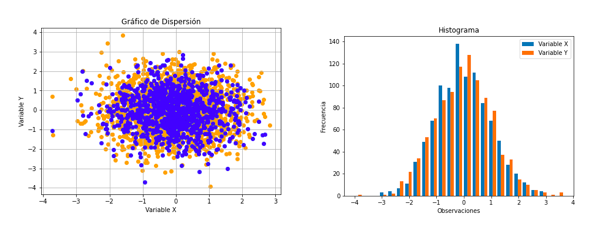 Gráfico de Dispersión
4
3
2
1
0
−1
−2
−3
−4
Variable Y
−4 −3 −2 −1 0 1 2 3
Variable X
Histograma
Variable X
Variable Y
140
120
100
80
60
40
20
0
Frecuencia
−4 −3 −2 −1 0 1 2 3 4
Observaciones